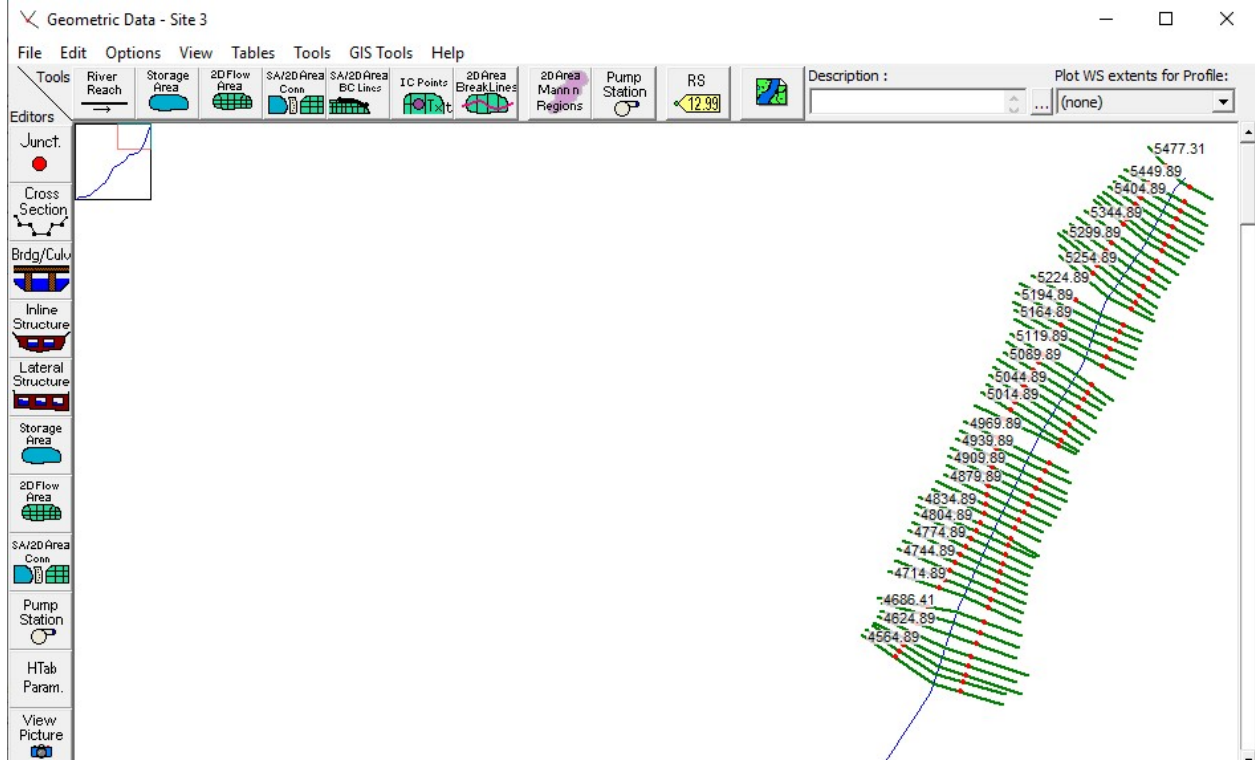 Geometric Data - Site 3
File Edit Options View Tables Tools GIS Tools Help
Tools
Editors
River
Reach
Storage
Area
2D Flow
Area
SA/2D Area
Conn
SA/2D Area
BC Lines
IC Points
Txt
2D Area
BreakLines
2D Area
Mann n
Regions
Pump
Station
RS
12.99
Description :
...
Plot WS extents for Profile:
(none)
Junct.
Cross
Section
Brdg/Culv
Inline
Structure
Lateral
Structure
Storage
Area
2D Flow
Area
SA/2D Area
Conn
Pump
Station
HTab
Param.
View
Picture
5477.31
5449.89
5404.89
5344.89
5299.89
5254.89
5224.89
5194.89
5164.89
5119.89
5089.89
5044.89
5014.89
4969.89
4939.89
4909.89
4879.89
4834.89
4804.89
4774.89
4744.89
4714.89
4686.41
4624.89
4564.89